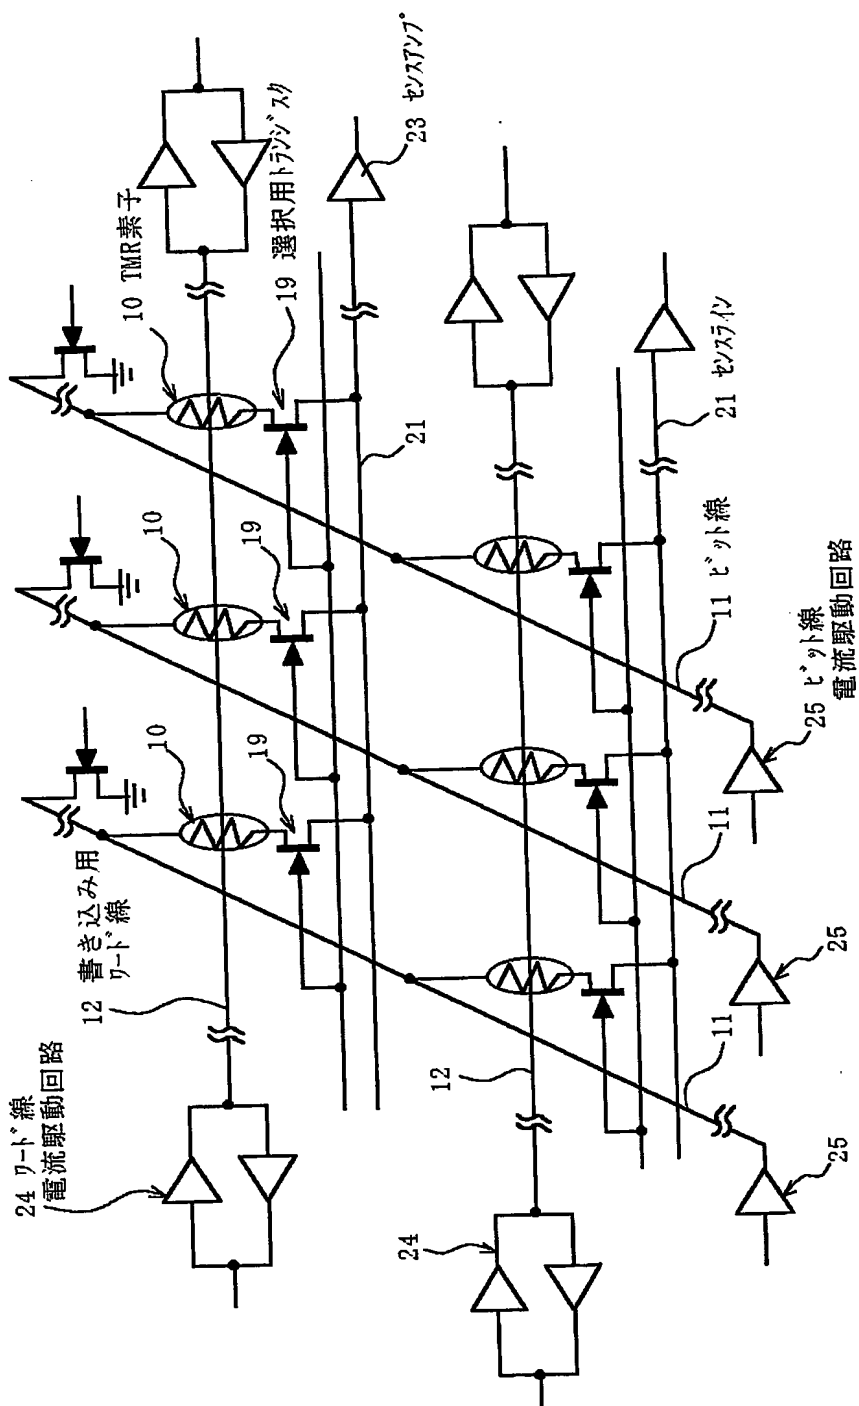 24 ワード線
電流駆動回路
12 書き込み用
ワード線
10 TMR素子
19 選択用トランジスタ
23 センスアンプ
10
19
10
19
21
24
12
21 センスライン
11 ビット線
25 ビット線
電流駆動回路
11
25
11
25